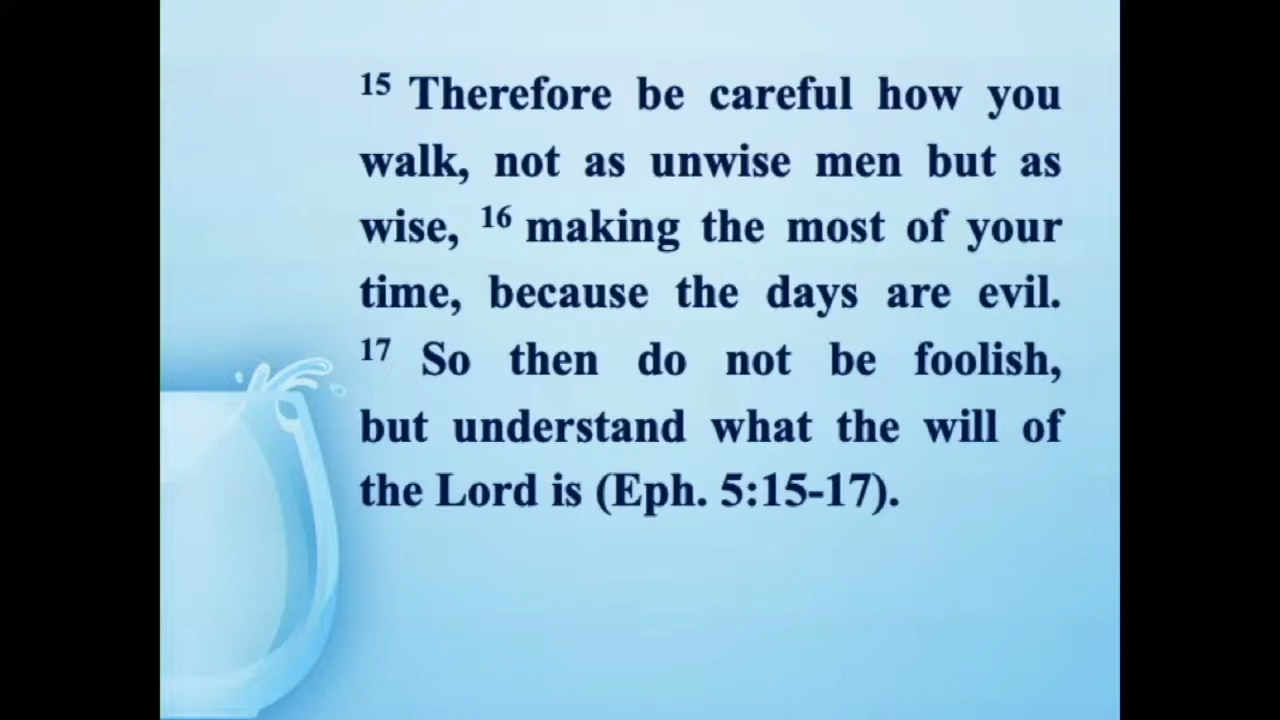 15 Therefore be careful how you
walk, not as unwise men but as
wise, 16 making the most of your
time, because the days are evil.
17 So then do not be foolish,
but understand what the will of
the Lord is (Eph. 5:15-17).